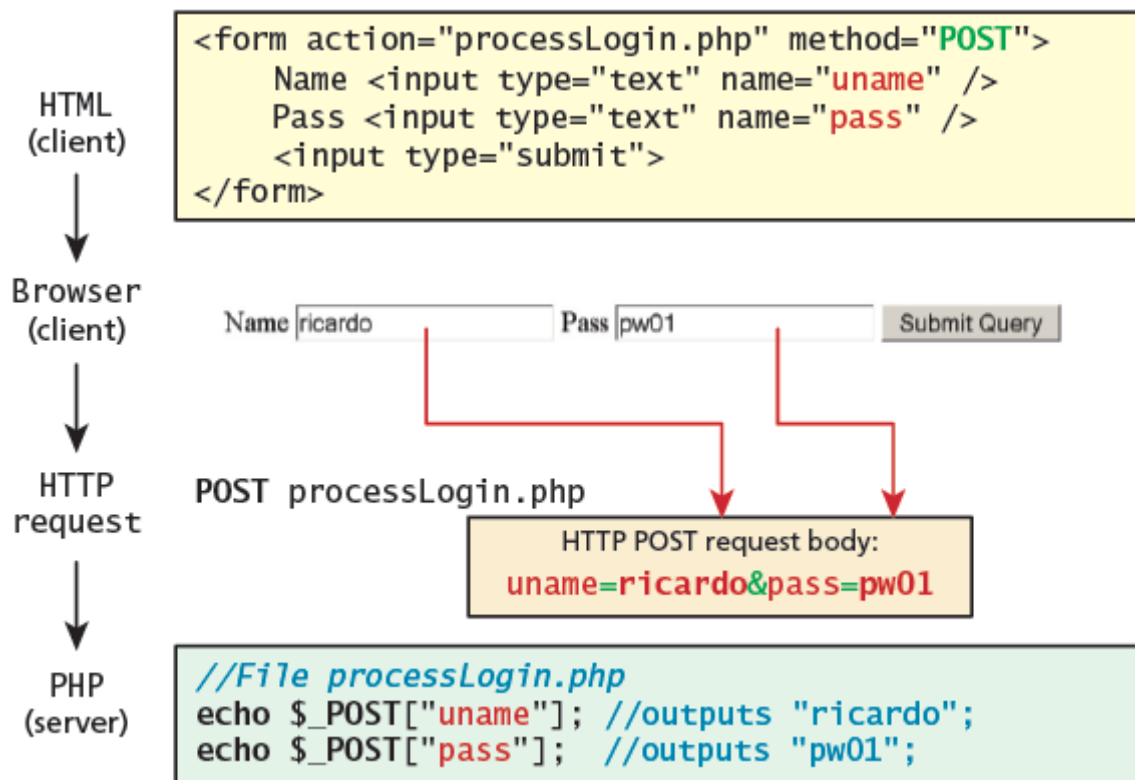 <form action="processLogin.php" method="POST">
Name <input type="text" name="uname" />
Pass <input type="text" name="pass" />
<input type="submit">
</form>
HTML
(client)
Browser
(client)
Name ricardo Pass pw01 Submit Query
HTTP
request
POST processLogin.php
HTTP POST request body:
uname=ricardo&pass=pw01
PHP
(server)
//File processLogin.php
echo $_POST["uname"]; //outputs "ricardo";
echo $_POST["pass"]; //outputs "pw01";